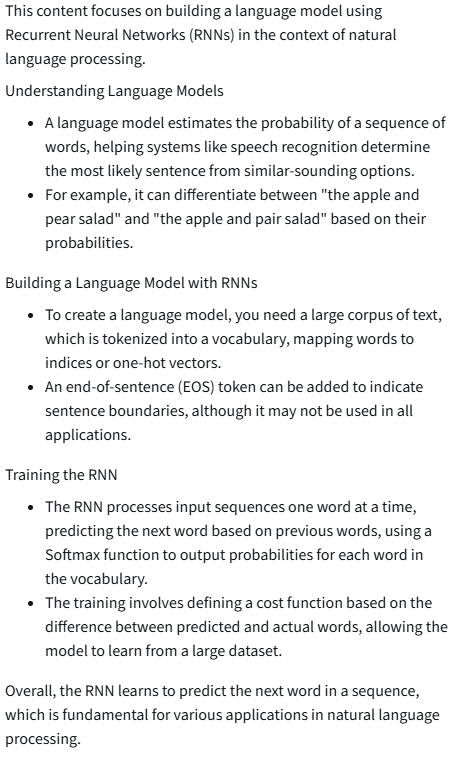 This content focuses on building a language model using
Recurrent Neural Networks (RNNs) in the context of natural
language processing.
Understanding Language Models
• A language model estimates the probability of a sequence of
words, helping systems like speech recognition determine
the most likely sentence from similar-sounding options.
• For example, it can differentiate between "the apple and
pear salad" and "the apple and pair salad" based on their
probabilities.
Building a Language Model with RNNs
• To create a language model, you need a large corpus of text,
which is tokenized into a vocabulary, mapping words to
indices or one-hot vectors.
• An end-of-sentence (EOS) token can be added to indicate
sentence boundaries, although it may not be used in all
applications.
Training the RNN
• The RNN processes input sequences one word at a time,
predicting the next word based on previous words, using a
Softmax function to output probabilities for each word in
the vocabulary.
• The training involves defining a cost function based on the
difference between predicted and actual words, allowing the
model to learn from a large dataset.
Overall, the RNN learns to predict the next word in a sequence,
which is fundamental for various applications in natural language
processing.